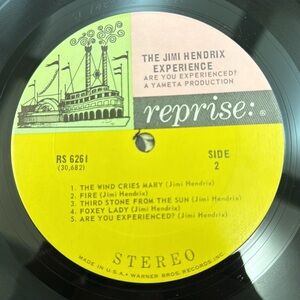 THE JIMI HENDRIX
EXPERIENCE
ARE YOU EXPERIENCED?
A YAMETA PRODUCTION
reprise:®
RS 6261
(30,682)
SIDE
2
1. THE WIND CRIES MARY (Jimi Hendrix)
2. FIRE (Jimi Hendrix)
3. THIRD STONE FROM THE SUN (Jimi Hendrix)
4. FOXEY LADY (Jimi Hendrix)
5. ARE YOU EXPERIENCED? (Jimi Hendrix)
STEREO
MADE IN U.S.A. • WARNER BROS. RECORDS, INC.